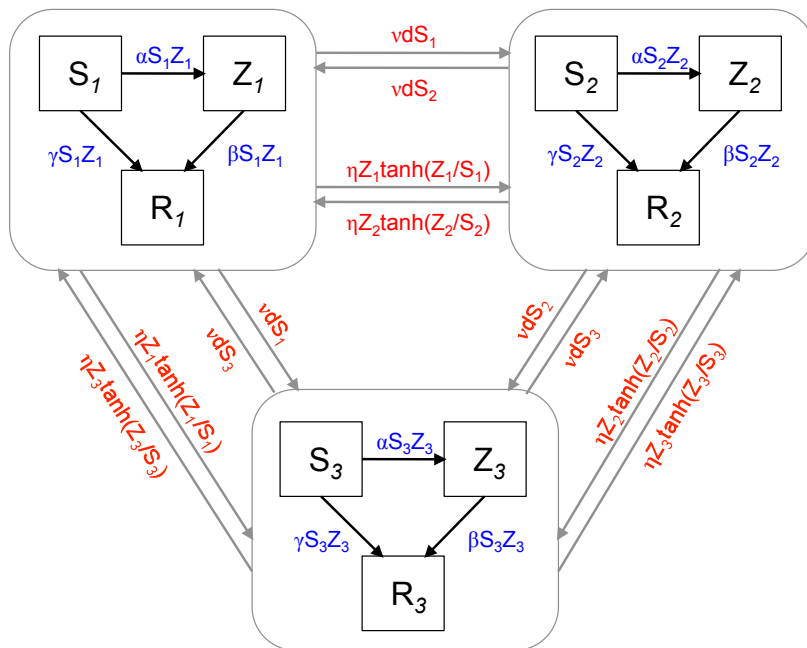 S₁
αS₁Z₁
Z₁
γS₁Z₁
βS₁Z₁
R₁
νdS₁
νdS₂
ηZ₁tanh(Z₁/S₁)
ηZ₂tanh(Z₂/S₂)
S₂
αS₂Z₂
Z₂
γS₂Z₂
βS₂Z₂
R₂
ηZ₃tanh(Z₃/S₃)
ηZ₁tanh(Z₁/S₁)
νdS₃
νdS₁
νdS₂
νdS₃
ηZ₂tanh(Z₂/S₂)
ηZ₃tanh(Z₃/S₃)
S₃
αS₃Z₃
Z₃
γS₃Z₃
βS₃Z₃
R₃